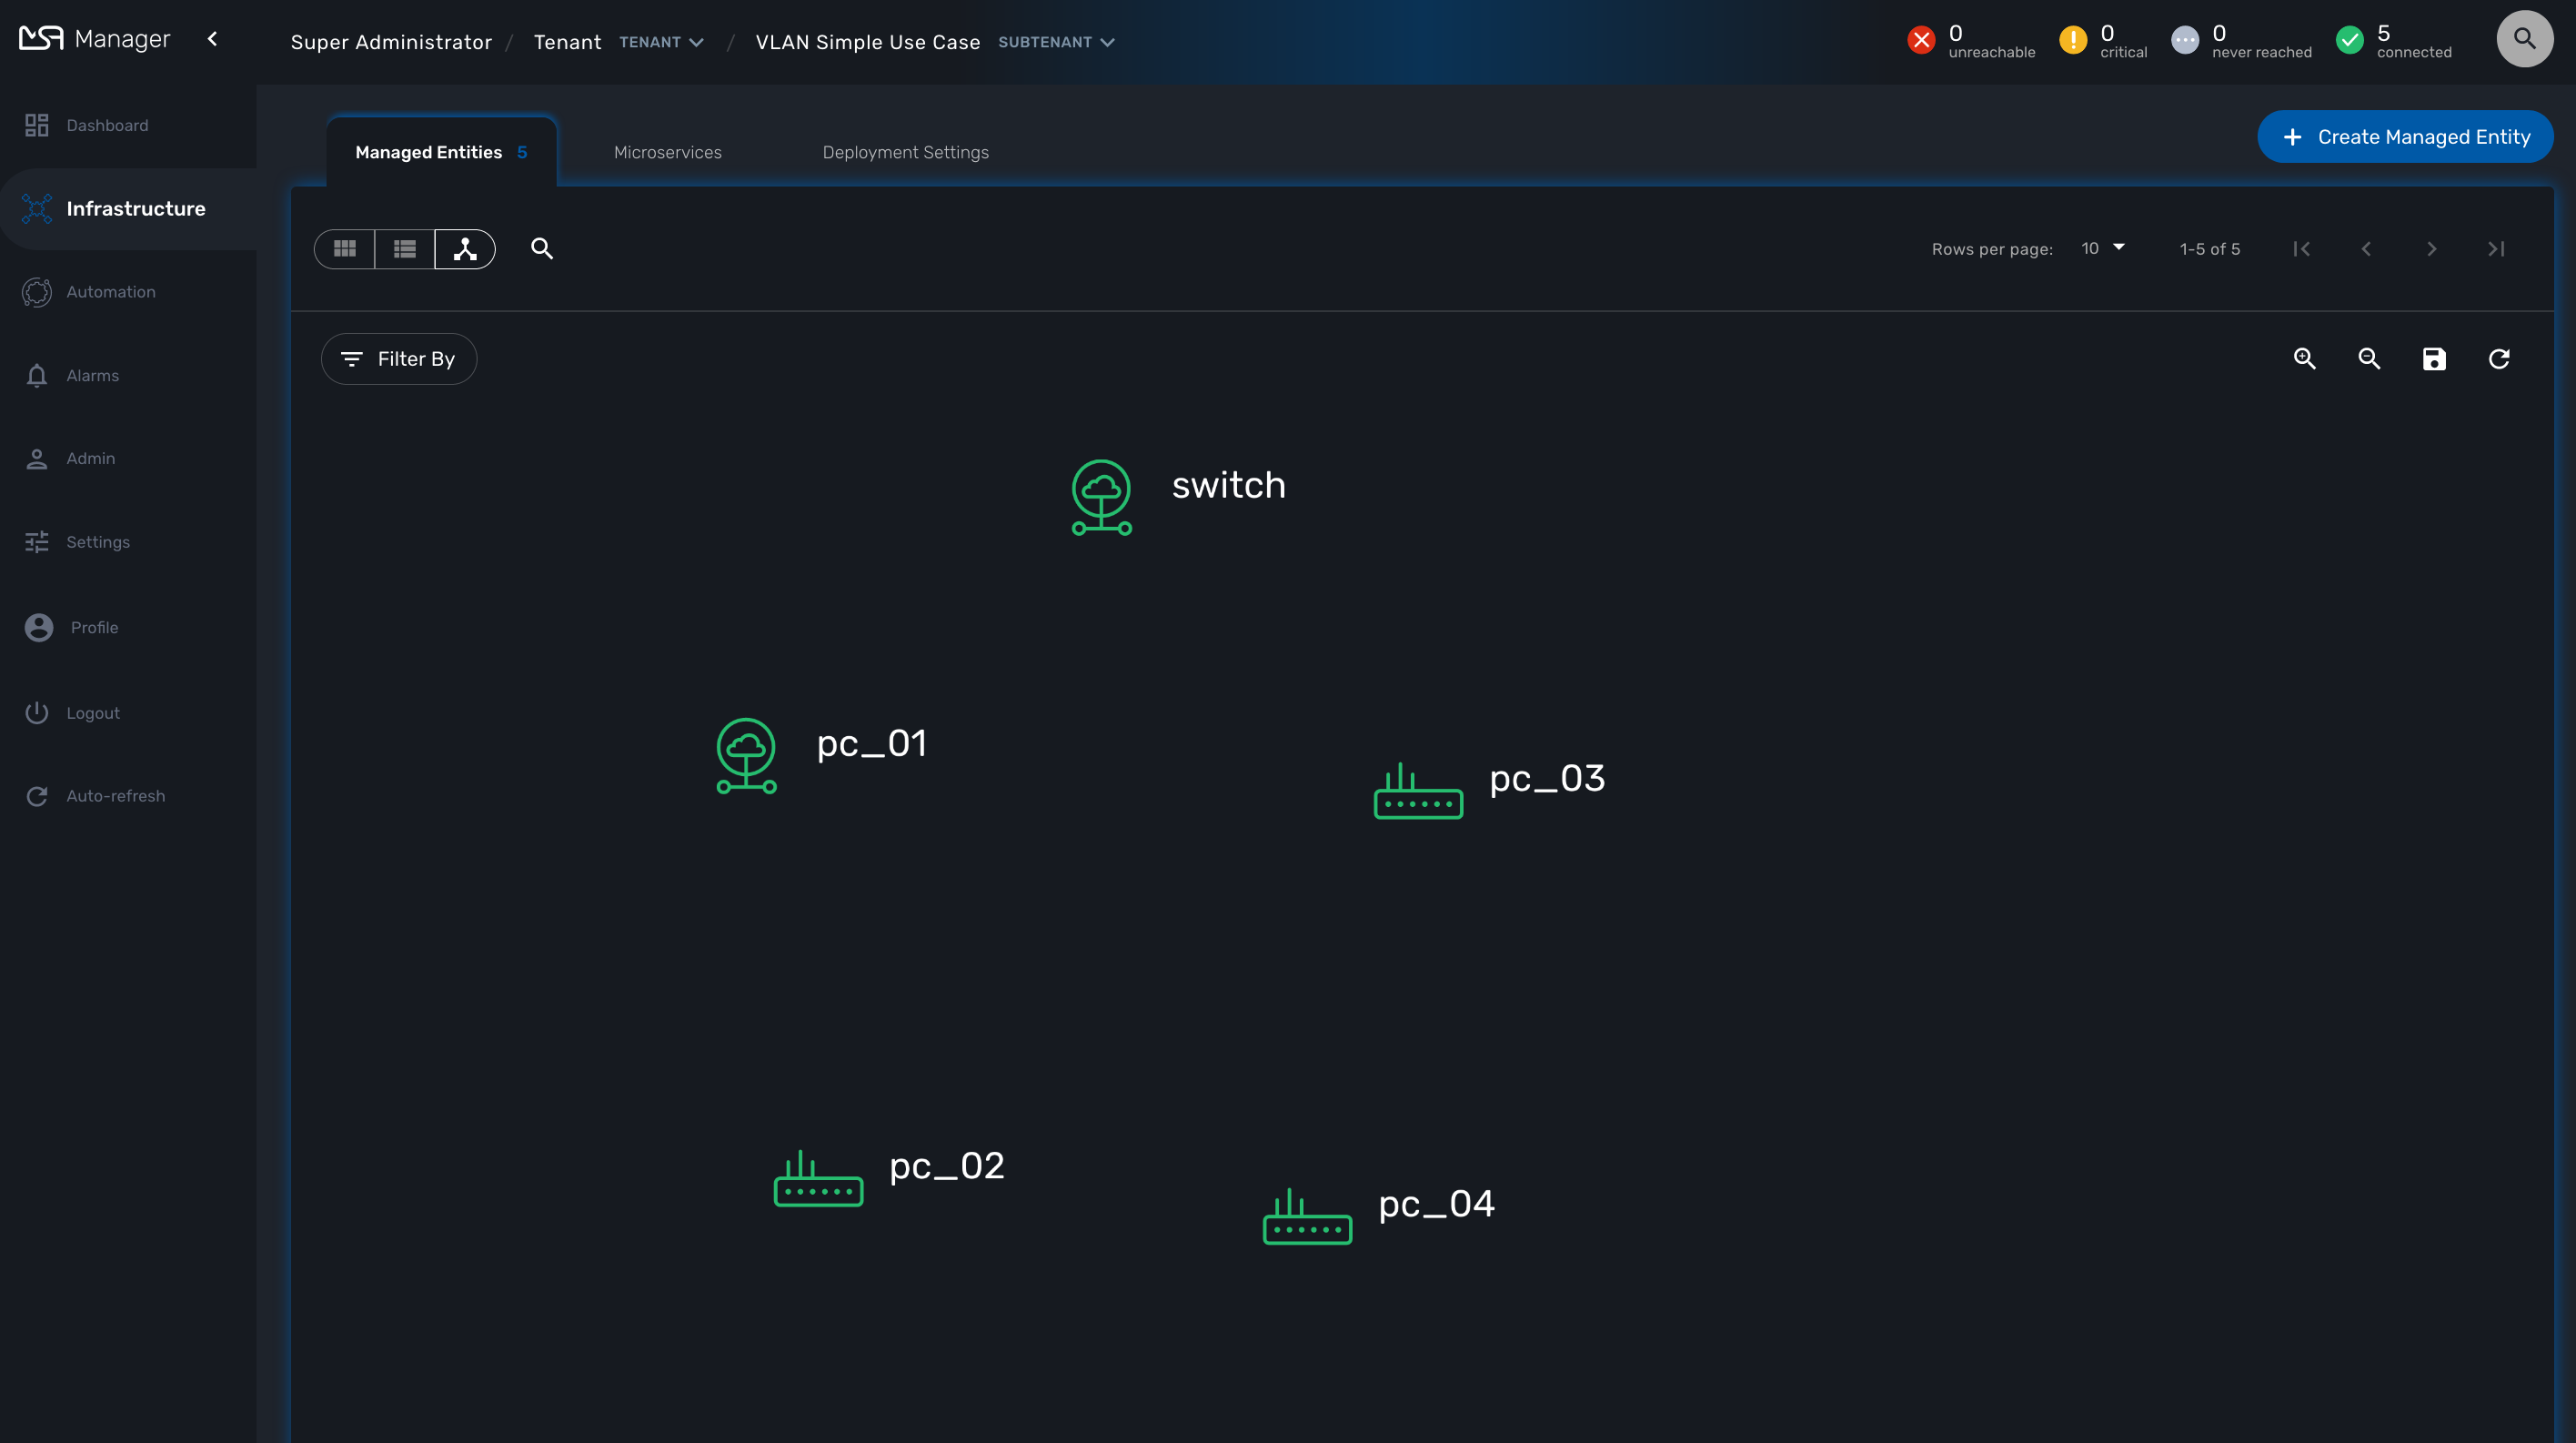 MSA Manager
Super Administrator / Tenant TENANT / VLAN Simple Use Case SUBTENANT
0 unreachable
0 critical
0 never reached
5 connected
Dashboard
Infrastructure
Automation
Alarms
Admin
Settings
Profile
Logout
Auto-refresh
Managed Entities 5
Microservices
Deployment Settings
+ Create Managed Entity
Rows per page: 10
1-5 of 5
Filter By
switch
pc_01
pc_03
pc_02
pc_04